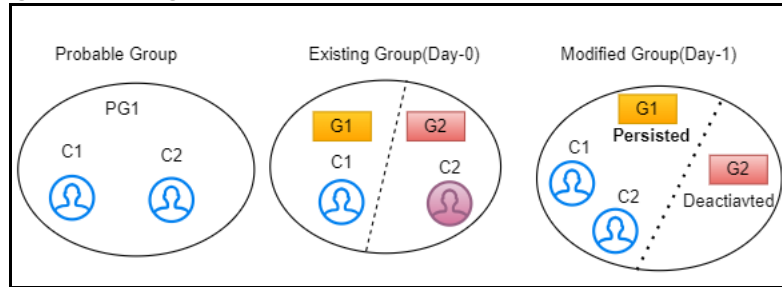 Probable Group
PG1
C1
C2
Existing Group(Day-0)
G1
G2
C1
C2
Modified Group(Day-1)
G1
Persisted
C1
C2
G2
Deactiavted